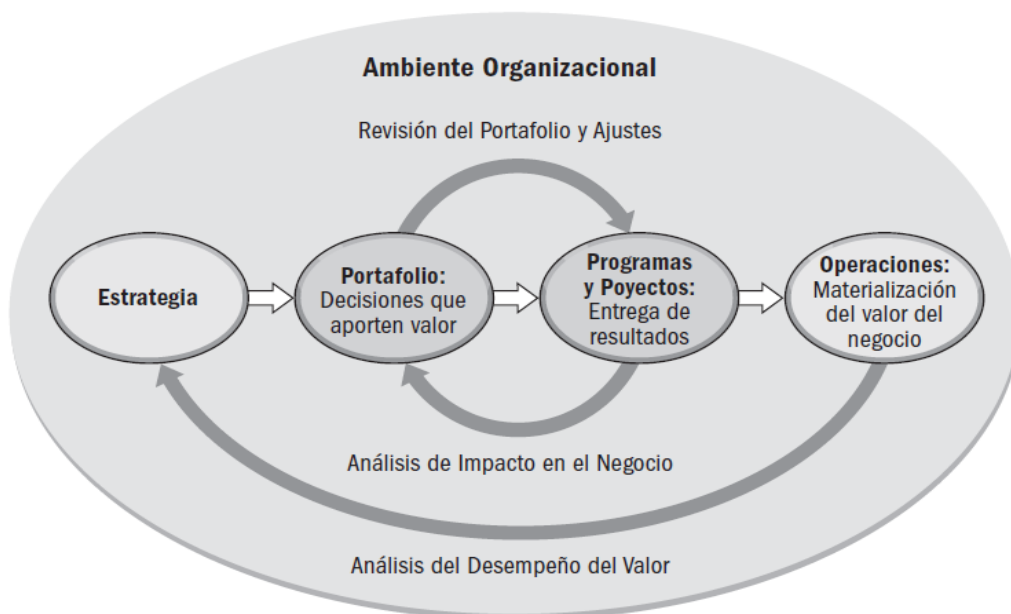 Ambiente Organizacional
Revisión del Portafolio y Ajustes
Estrategia
Portafolio:
Decisiones que
aporten valor
Programas
y Poyectos:
Entrega de
resultados
Operaciones:
Materialización
del valor del
negocio
Análisis de Impacto en el Negocio
Análisis del Desempeño del Valor